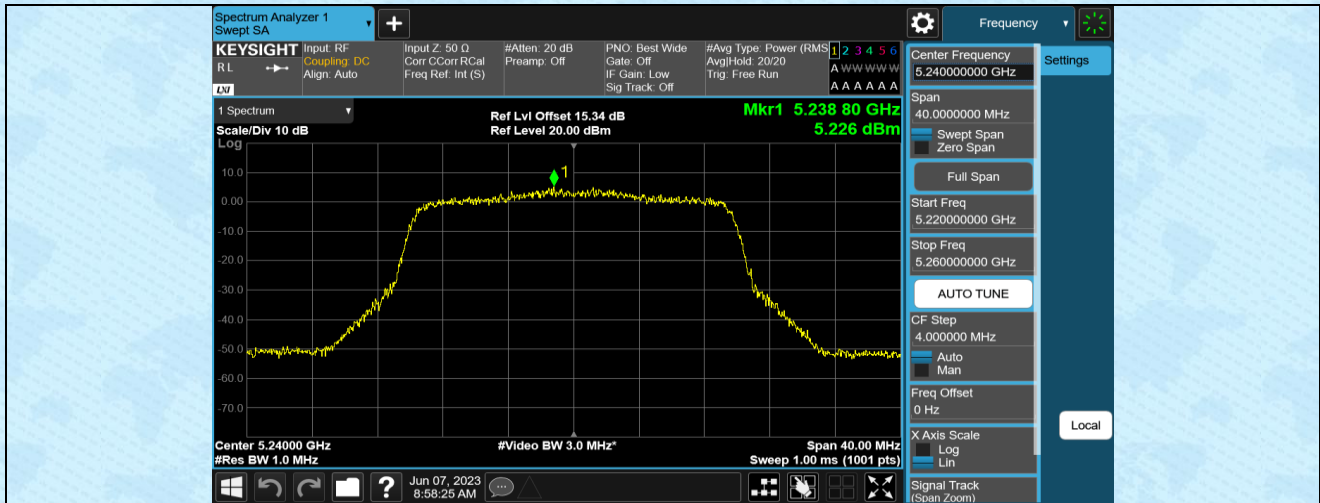 Spectrum Analyzer 1
Swept SA
+
Frequency
KEYSIGHT
RL
LXI
Input: RF
Coupling: DC
Align: Auto
Input Z: 50 Ω
Corr CCorr RCal
Freq Ref: Int (S)
#Atten: 20 dB
Preamp: Off
PNO: Best Wide
Gate: Off
IF Gain: Low
Sig Track: Off
#Avg Type: Power (RMS
Avg|Hold: 20/20
Trig: Free Run
1 2 3 4 5 6
A W W W W W
A A A A A A
Center Frequency
5.240000000 GHz
Settings
Span
40.0000000 MHz
Swept Span
Zero Span
Full Span
Start Freq
5.220000000 GHz
Stop Freq
5.260000000 GHz
AUTO TUNE
CF Step
4.000000 MHz
Auto
Man
Freq Offset
0 Hz
X Axis Scale
Log
Lin
Signal Track
(Span Zoom)
Local
1 Spectrum
Scale/Div 10 dB
Log
Ref Lvl Offset 15.34 dB
Ref Level 20.00 dBm
Mkr1 5.238 80 GHz
5.226 dBm
1
10.0
0.00
-10.0
-20.0
-30.0
-40.0
-50.0
-60.0
-70.0
Center 5.24000 GHz
#Res BW 1.0 MHz
#Video BW 3.0 MHz*
Span 40.00 MHz
Sweep 1.00 ms (1001 pts)
?
Jun 07, 2023
8:58:25 AM